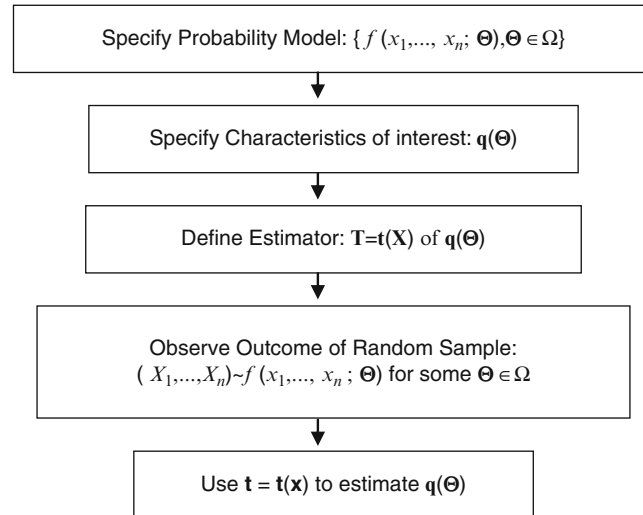 Specify Probability Model: { f (x1,..., xn; Θ),Θ ∈ Ω}
Specify Characteristics of interest: q(Θ)
Define Estimator: T=t(X) of q(Θ)
Observe Outcome of Random Sample:
( X1,...,Xn)~f (x1,..., xn ; Θ) for some Θ ∈ Ω
Use t = t(x) to estimate q(Θ)